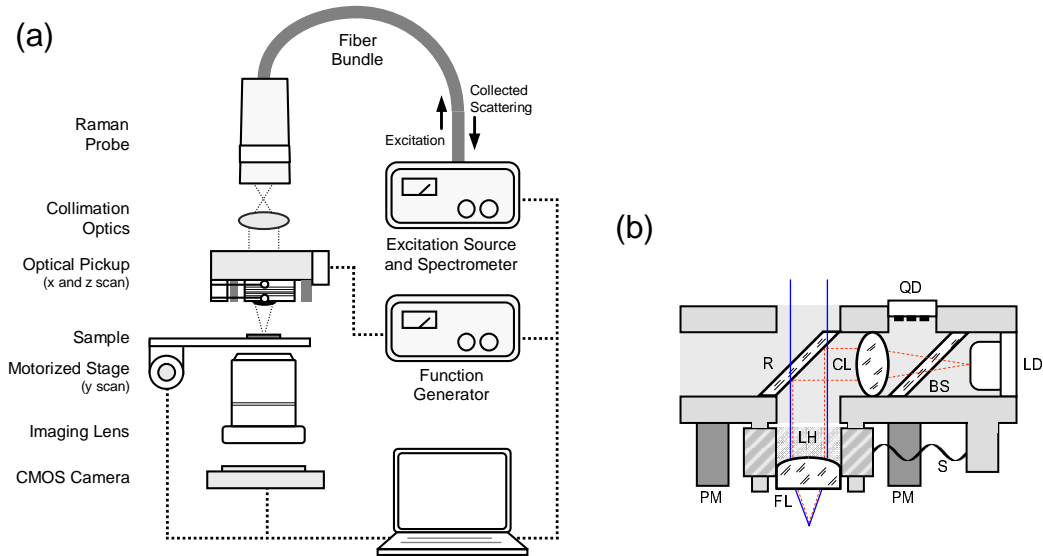 (a)
Fiber
Bundle
Collected
Scattering
Excitation
Raman
Probe
Collimation
Optics
Excitation Source
and Spectrometer
Optical Pickup
(x and z scan)
Sample
Motorized Stage
(y scan)
Function
Generator
Imaging Lens
CMOS Camera
(b)
QD
R
CL
BS
LD
LH
S
PM
FL
PM